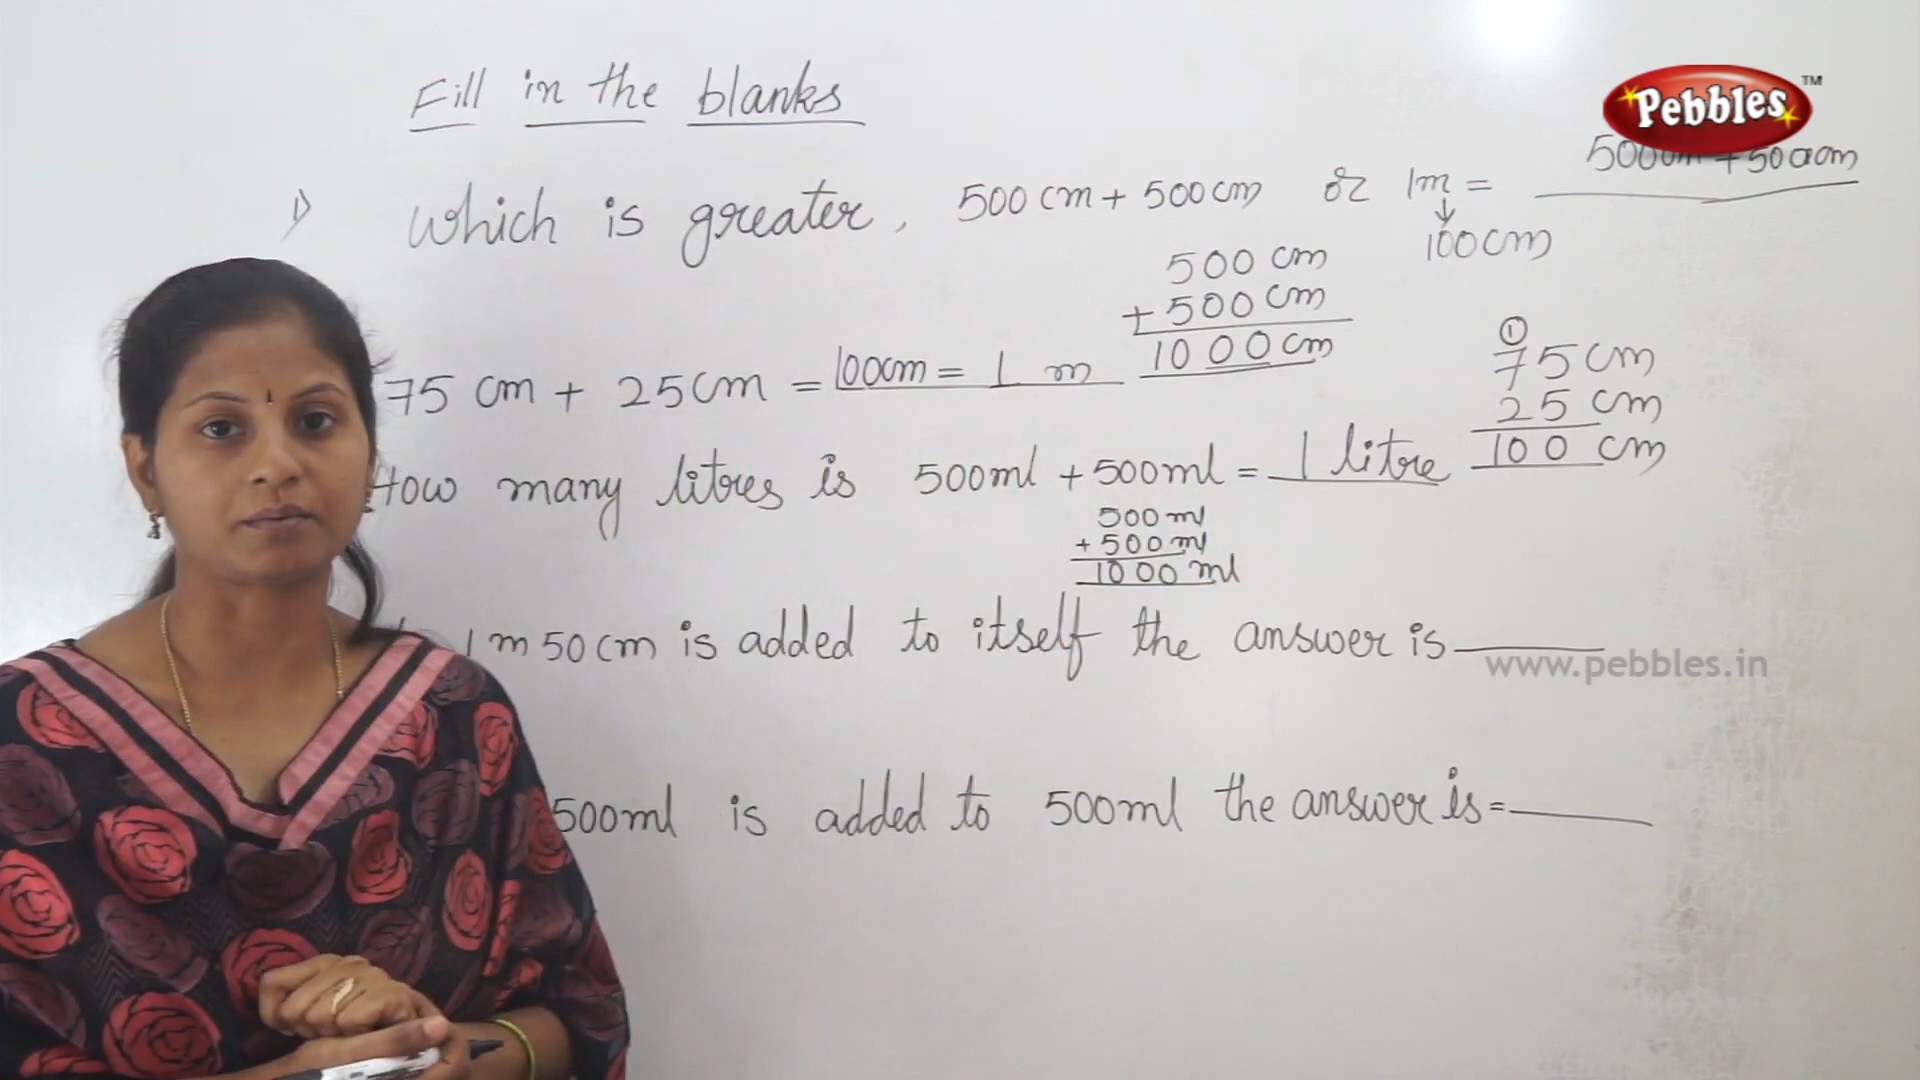 Fill in the blanks
Pebbles TM
1) Which is greater, 500 cm + 500 cm or 1m = 500cm + 500cm
↓
100cm
500 cm
+ 500 cm
1000 cm
75 cm + 25 cm = 100cm = 1 m
1
75 cm
25 cm
100 cm
How many litres is 500ml + 500ml = 1 litre
500 ml
+ 500 ml
1000 ml
1 m 50 cm is added to itself the answer is
www.pebbles.in
500ml is added to 500ml the answer is =